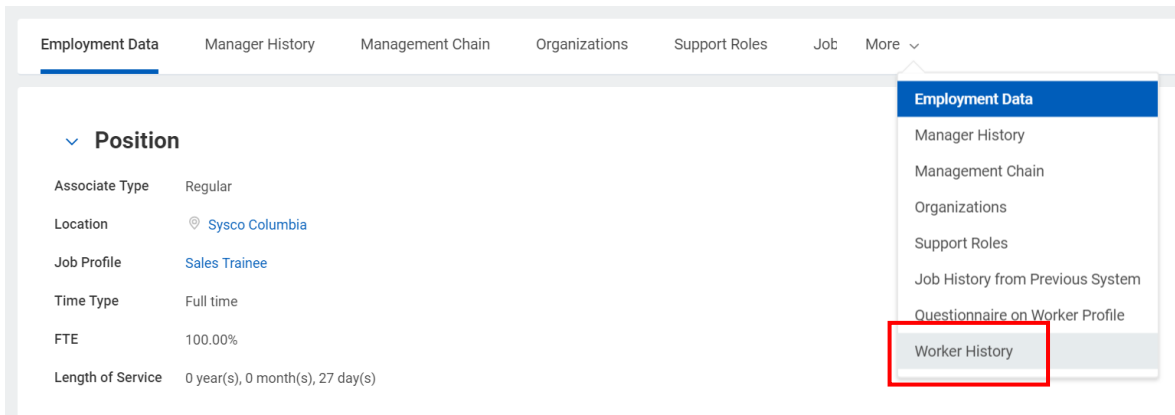 Employment Data Manager History Management Chain Organizations Support Roles Job More
Employment Data
Manager History
Management Chain
Organizations
Support Roles
Job History from Previous System
Questionnaire on Worker Profile
Worker History
Position
Associate Type Regular
Location Sysco Columbia
Job Profile Sales Trainee
Time Type Full time
FTE 100.00%
Length of Service 0 year(s), 0 month(s), 27 day(s)